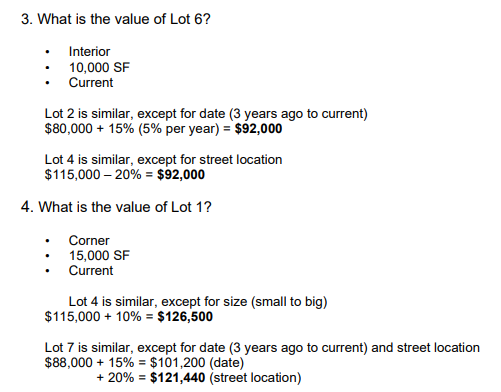 3. What is the value of Lot 6?
• Interior
• 10,000 SF
• Current
Lot 2 is similar, except for date (3 years ago to current)
$80,000 + 15% (5% per year) = $92,000
Lot 4 is similar, except for street location
$115,000 – 20% = $92,000
4. What is the value of Lot 1?
• Corner
• 15,000 SF
• Current
Lot 4 is similar, except for size (small to big)
$115,000 + 10% = $126,500
Lot 7 is similar, except for date (3 years ago to current) and street location
$88,000 + 15% = $101,200 (date)
+ 20% = $121,440 (street location)